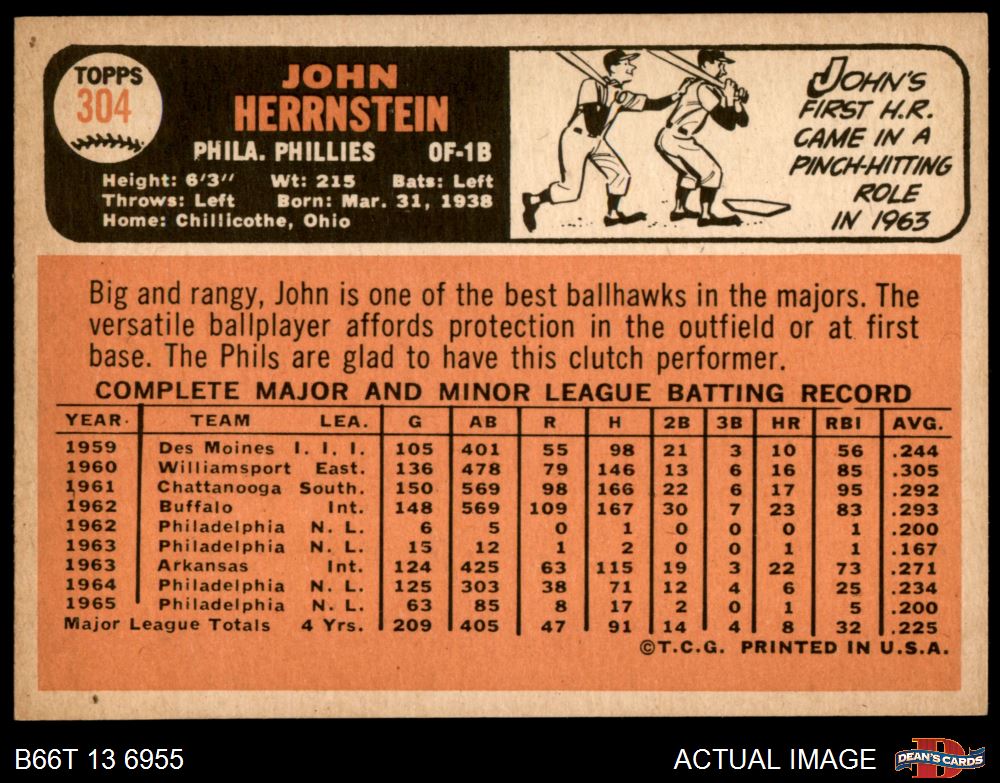 TOPPS
304
JOHN
HERRNSTEIN
PHILA. PHILLIES OF-1B
Height: 6'3" Wt: 215 Bats: Left
Throws: Left Born: Mar. 31, 1938
Home: Chillicothe, Ohio
JOHN'S
FIRST H.R.
CAME IN A
PINCH-HITTING
ROLE
IN 1963
Big and rangy, John is one of the best ballhawks in the majors. The
versatile ballplayer affords protection in the outfield or at first
base. The Phils are glad to have this clutch performer.
COMPLETE MAJOR AND MINOR LEAGUE BATTING RECORD
YEAR TEAM LEA. G AB R H 2B 3B HR RBI AVG.
1959 Des Moines I. I. I. 105 401 55 98 21 3 10 56 .244
1960 Williamsport East. 136 478 79 146 13 6 16 85 .305
1961 Chattanooga South. 150 569 98 166 22 6 17 95 .292
1962 Buffalo Int. 148 569 109 167 30 7 23 83 .293
1962 Philadelphia N. L. 6 5 0 1 0 0 0 1 .200
1963 Philadelphia N. L. 15 12 1 2 0 0 1 1 .167
1963 Arkansas Int. 124 425 63 115 19 3 22 73 .271
1964 Philadelphia N. L. 125 303 38 71 12 4 6 25 .234
1965 Philadelphia N. L. 63 85 8 17 2 0 1 5 .200
Major League Totals 4 Yrs. 209 405 47 91 14 4 8 32 .225
©T.C.G. PRINTED IN U.S.A.
B66T 13 6955
ACTUAL IMAGE
D
DEAN'S CARDS